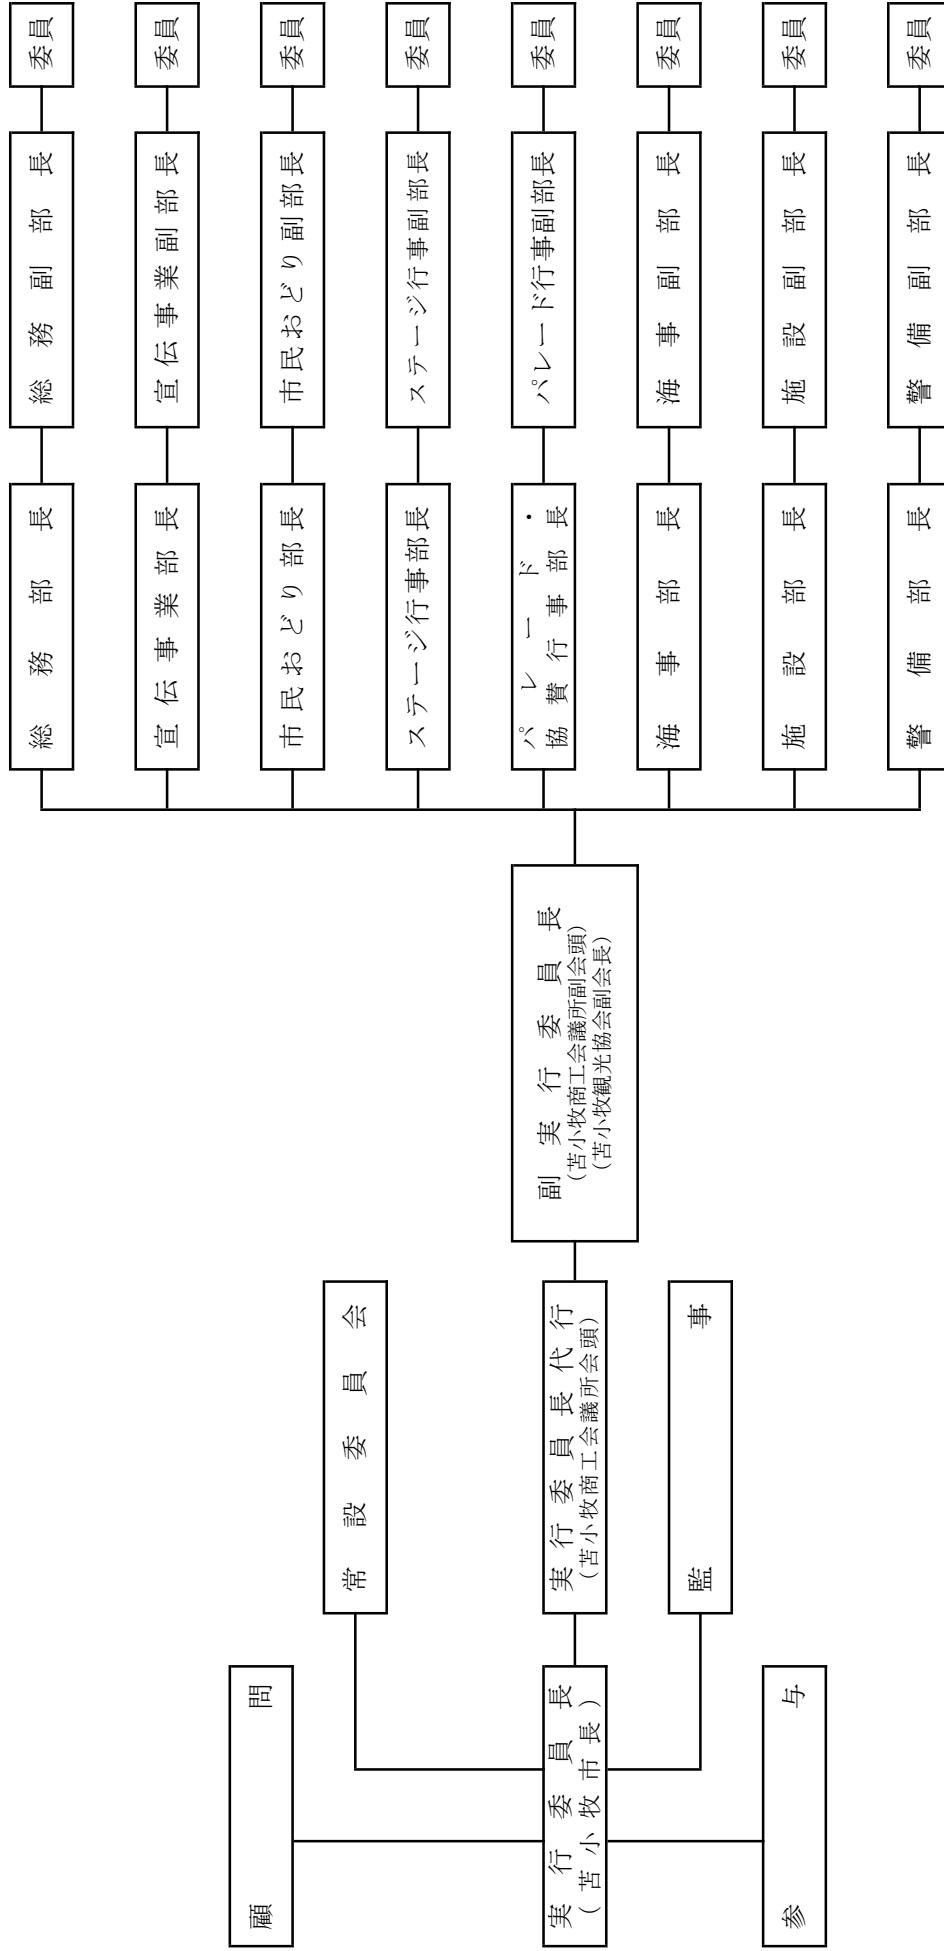 顧問
実行委員長
(苫小牧市長)
参与
常設委員会
実行委員長代行
(苫小牧商工会議所会頭)
監事
副実行委員長
(苫小牧商工会議所副会頭)
(苫小牧観光協会副会長)
総務部長
総務副部長
委員
宣伝事業部長
宣伝事業副部長
委員
市民おどり部長
市民おどり副部長
委員
ステージ行事部長
ステージ行事副部長
委員
パレード・
協賛行事部長
パレード行事副部長
委員
海事部長
海事副部長
委員
施設部長
施設副部長
委員
警備部長
警備副部長
委員